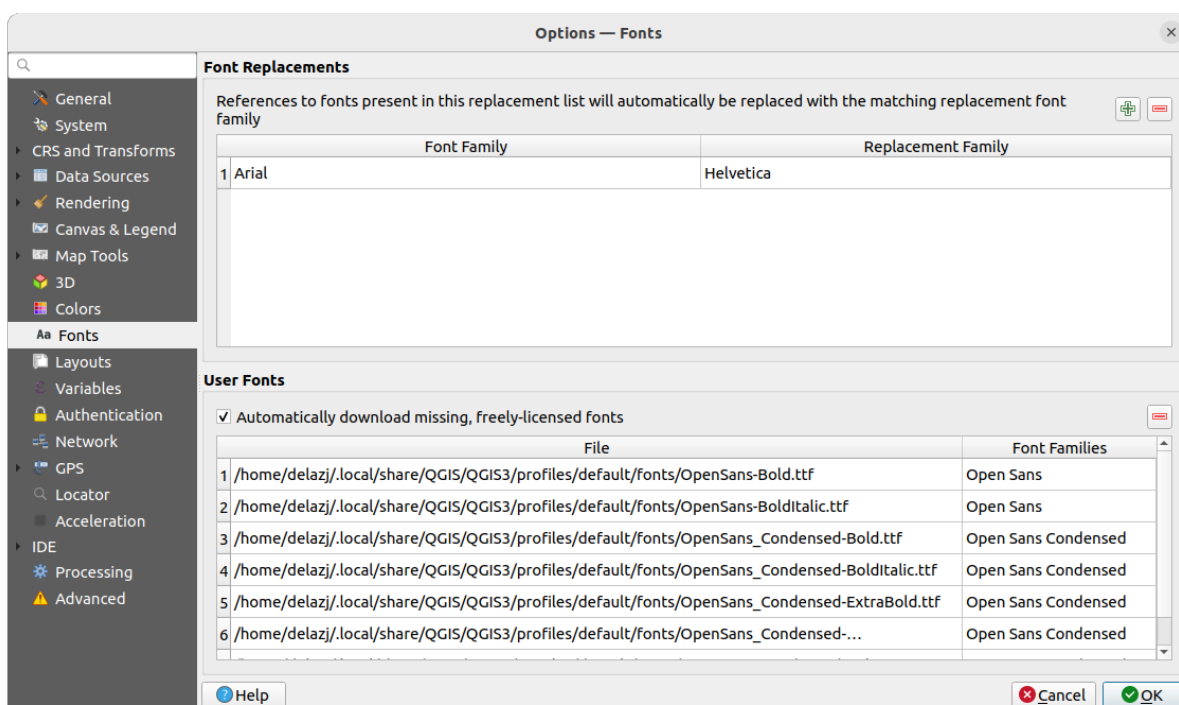 Options — Fonts
General
System
CRS and Transforms
Data Sources
Rendering
Canvas & Legend
Map Tools
3D
Colors
Aa Fonts
Layouts
Variables
Authentication
Network
GPS
Locator
Acceleration
IDE
Processing
Advanced
Font Replacements
References to fonts present in this replacement list will automatically be replaced with the matching replacement font
family
Font Family Replacement Family
1 Arial Helvetica
User Fonts
Automatically download missing, freely-licensed fonts
File Font Families
1 /home/delazj/.local/share/QGIS/QGIS3/profiles/default/fonts/OpenSans-Bold.ttf Open Sans
2 /home/delazj/.local/share/QGIS/QGIS3/profiles/default/fonts/OpenSans-BoldItalic.ttf Open Sans
3 /home/delazj/.local/share/QGIS/QGIS3/profiles/default/fonts/OpenSans_Condensed-Bold.ttf Open Sans Condensed
4 /home/delazj/.local/share/QGIS/QGIS3/profiles/default/fonts/OpenSans_Condensed-BoldItalic.ttf Open Sans Condensed
5 /home/delazj/.local/share/QGIS/QGIS3/profiles/default/fonts/OpenSans_Condensed-ExtraBold.ttf Open Sans Condensed
6 /home/delazj/.local/share/QGIS/QGIS3/profiles/default/fonts/OpenSans_Condensed-... Open Sans Condensed
Help Cancel OK